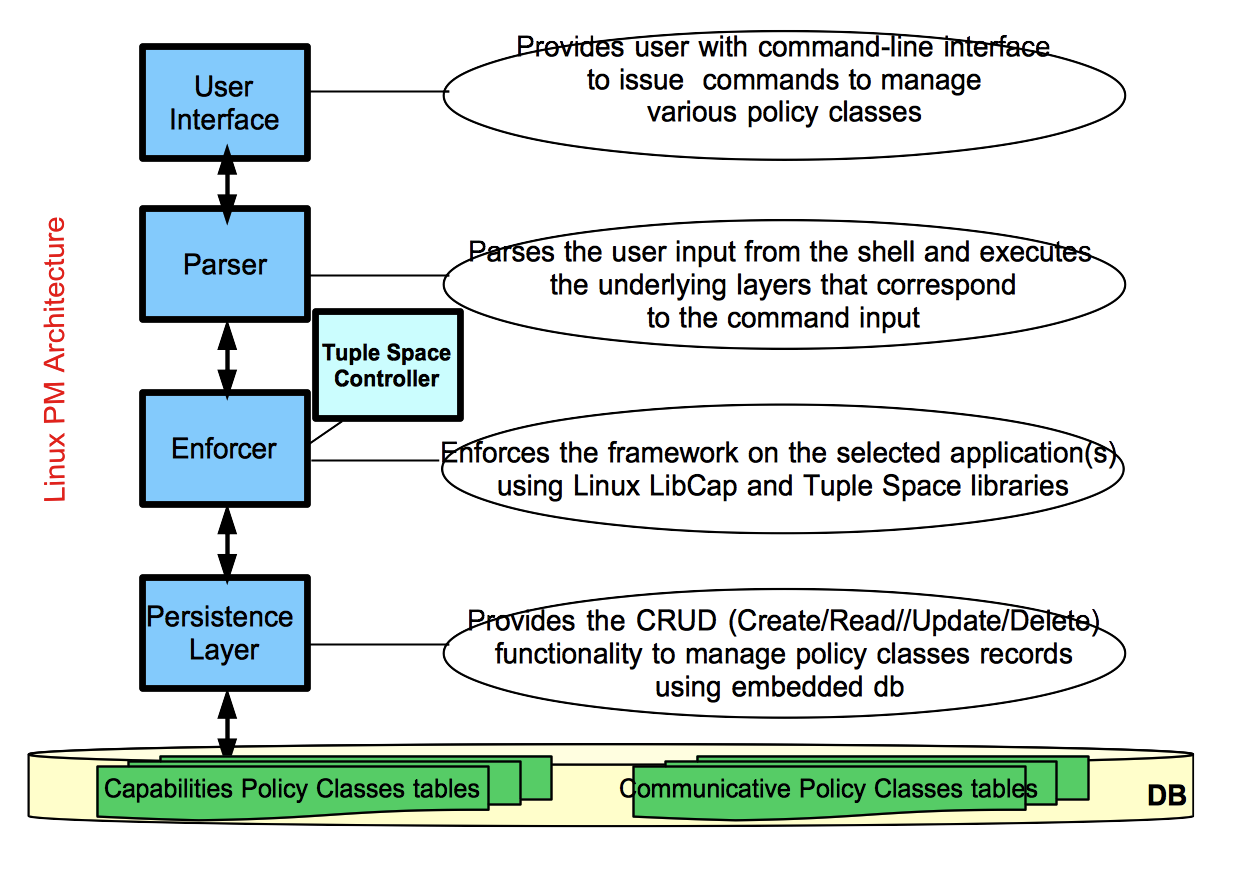 Provides user with command-line interface
to issue commands to manage
various policy classes
User
Interface
Linux PM Architecture
Parser
Parses the user input from the shell and executes
the underlying layers that correspond
to the command input
Tuple Space
Controller
Enforcer
Enforces the framework on the selected application(s)
using Linux LibCap and Tuple Space libraries
Persistence
Layer
Provides the CRUD (Create/Read//Update/Delete)
functionality to manage policy classes records
using embedded db
Capabilities Policy Classes tables
Communicative Policy Classes tables
DB